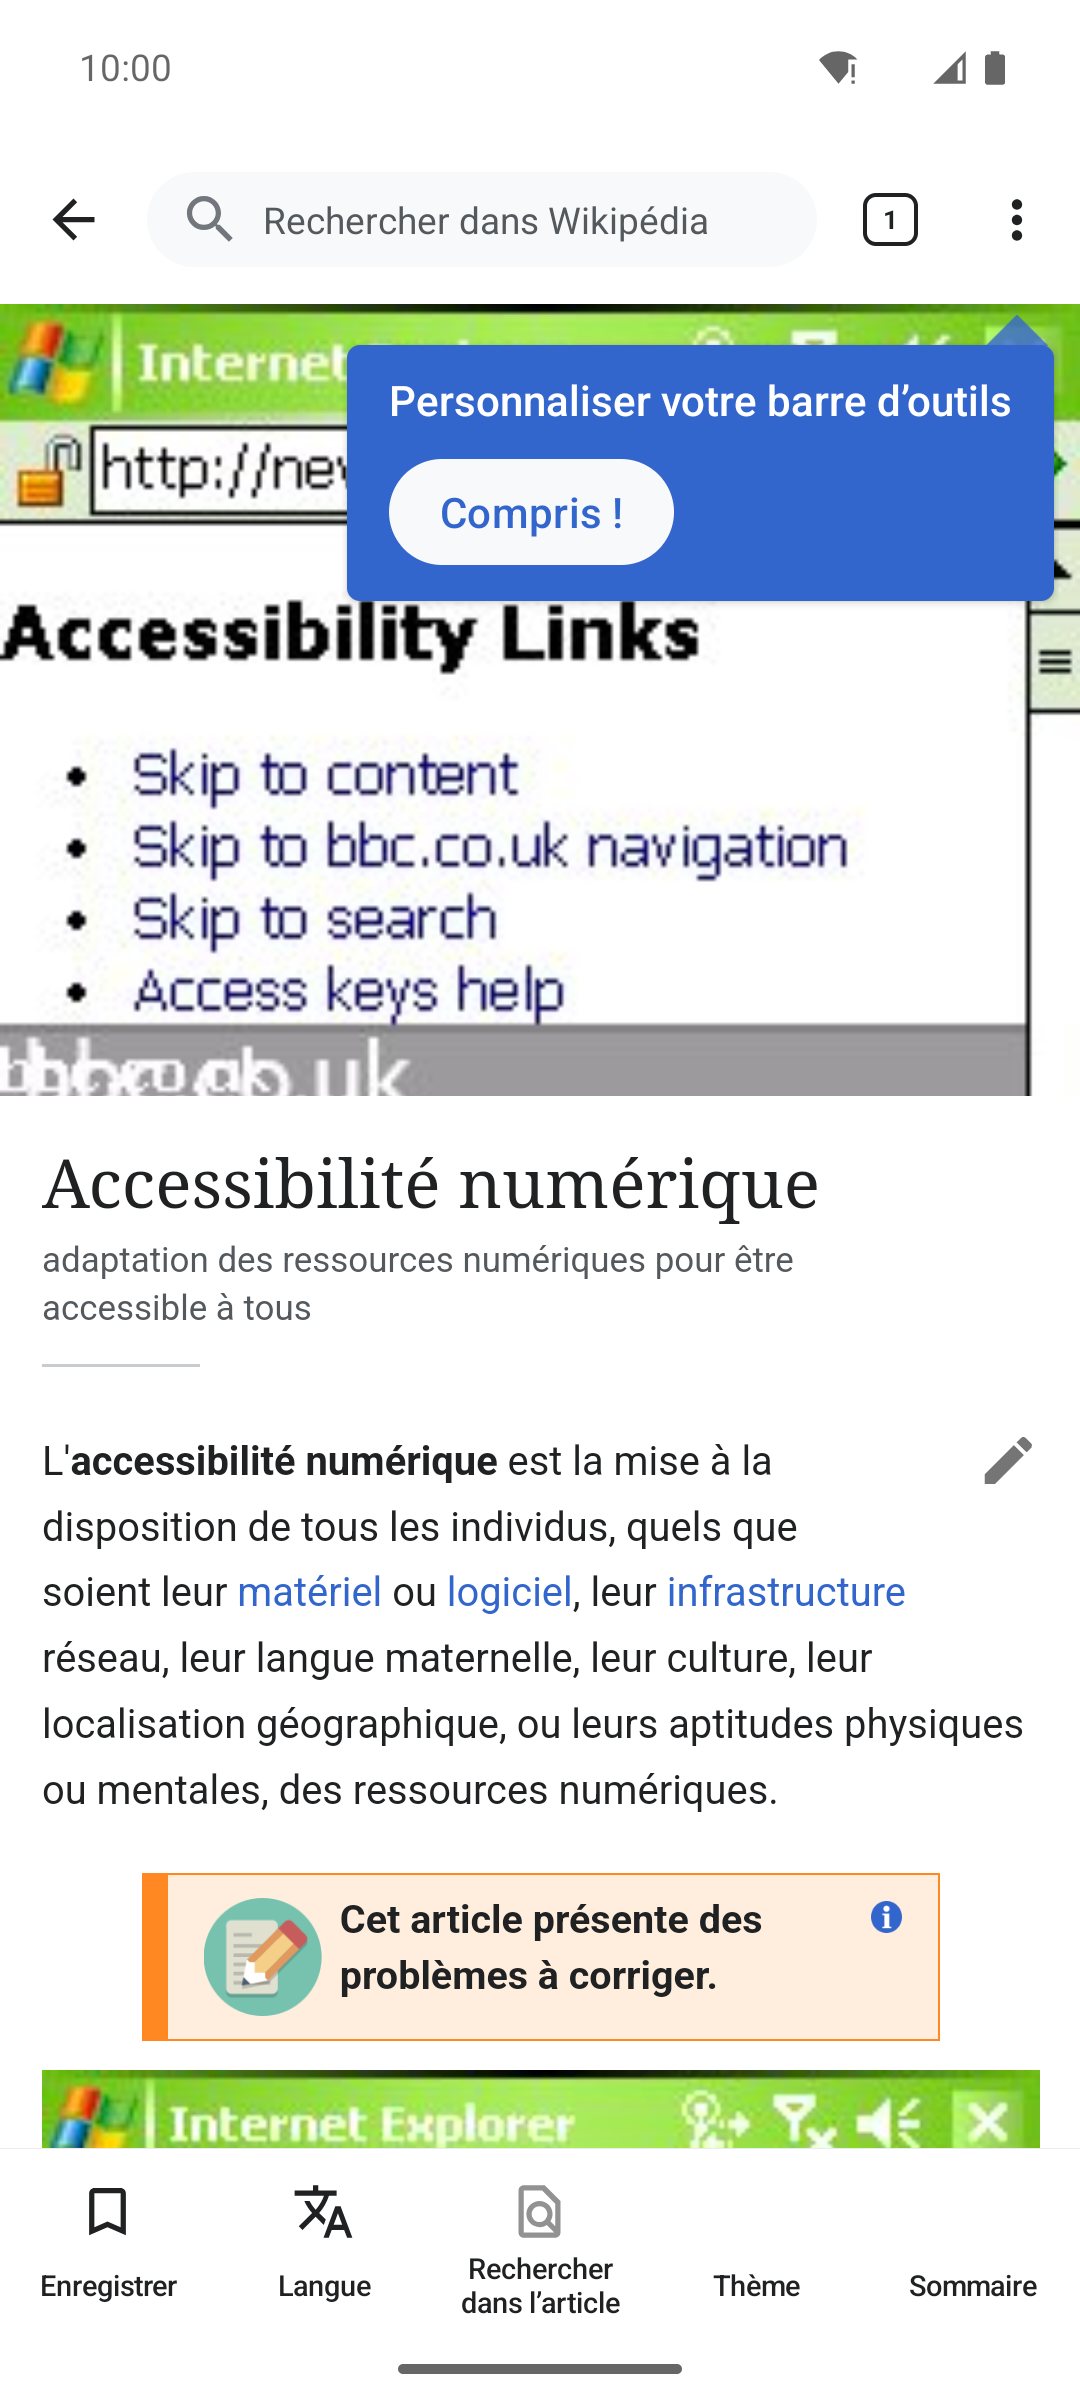 10:00
Rechercher dans Wikipédia
1
Internet
Personnaliser votre barre d’outils
http://nev
Compris !
Accessibility Links
Skip to content
Skip to bbc.co.uk navigation
Skip to search
Access keys help
Accessibilité numérique
adaptation des ressources numériques pour être
accessible à tous
L'accessibilité numérique est la mise à la
disposition de tous les individus, quels que
soient leur matériel ou logiciel, leur infrastructure
réseau, leur langue maternelle, leur culture, leur
localisation géographique, ou leurs aptitudes physiques
ou mentales, des ressources numériques.
Cet article présente des
problèmes à corriger.
Internet Explorer
Enregistrer
Langue
Rechercher
dans l’article
Thème
Sommaire